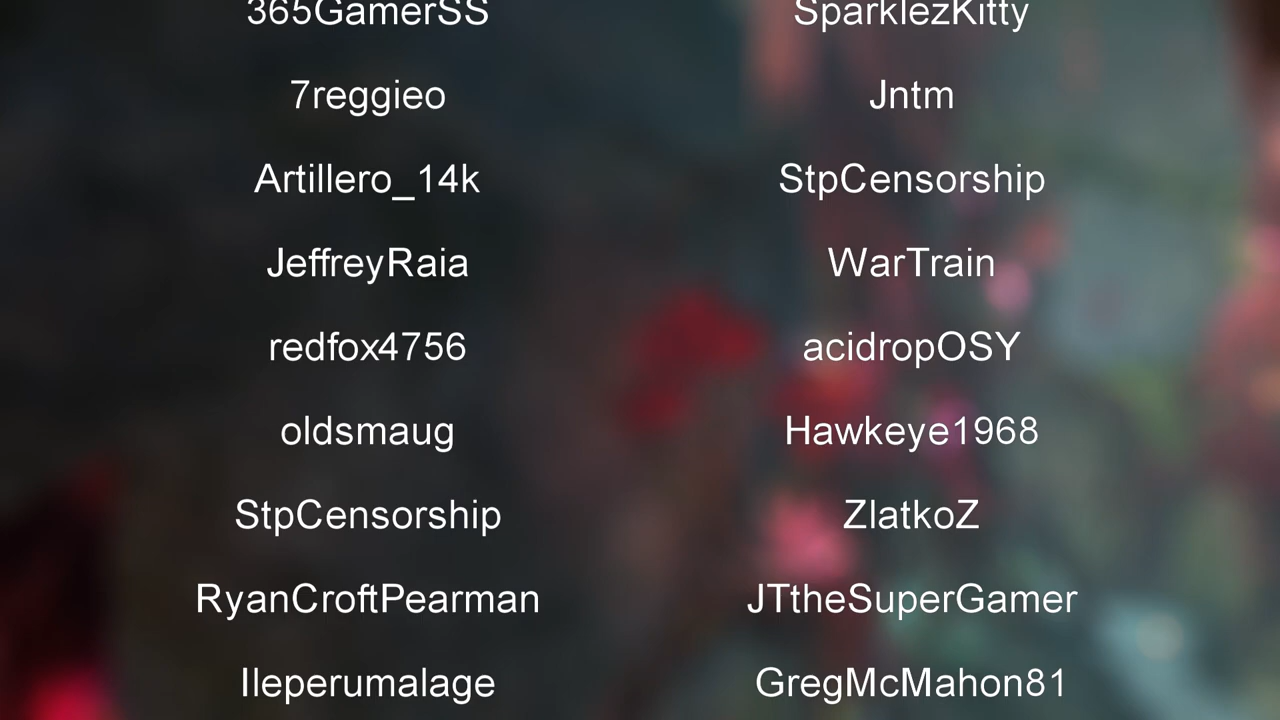 365GamerSS SparklezKitty
7reggieo Jntm
Artillero_14k StpCensorship
JeffreyRaia WarTrain
redfox4756 acidropOSY
oldsmaug Hawkeye1968
StpCensorship ZlatkoZ
RyanCroftPearman JTtheSuperGamer
Ileperumalage GregMcMahon81